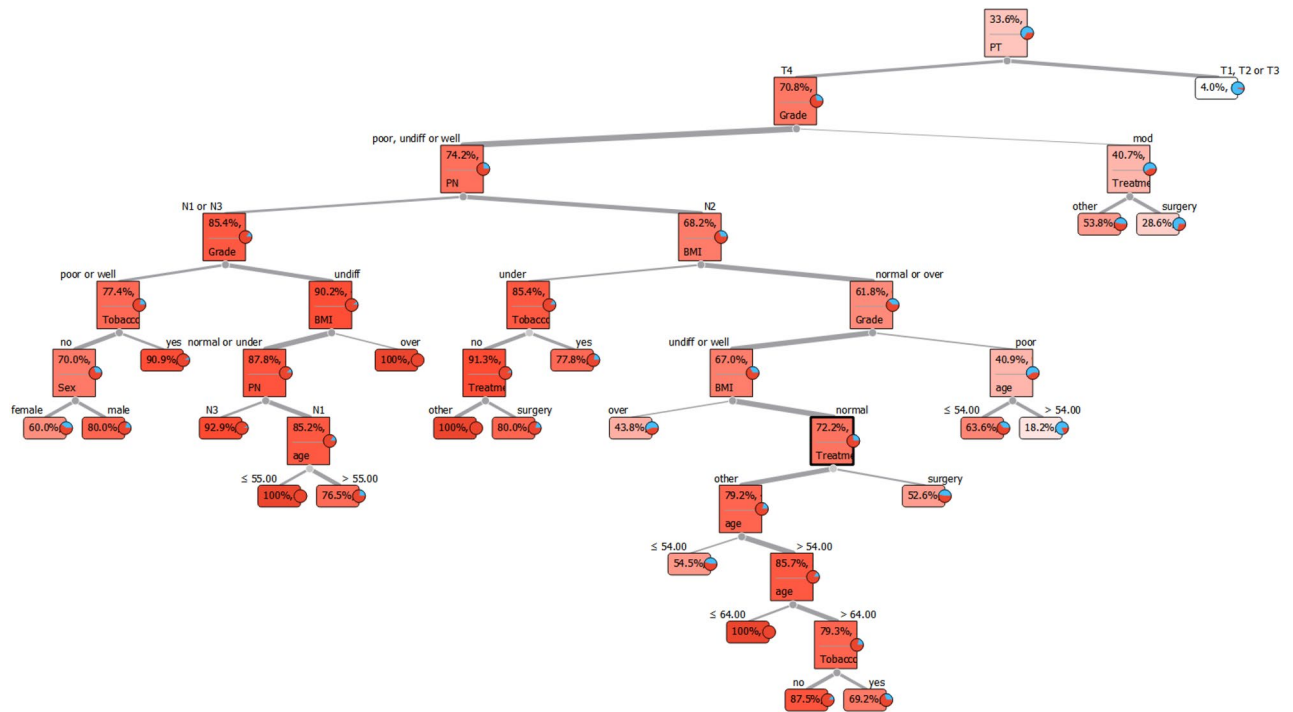 33.6%,
PT
T4
T1, T2 or T3
70.8%,
Grade
4.0%,
poor, undiff or well
mod
74.2%,
PN
40.7%,
Treatme
N1 or N3
N2
other
surgery
85.4%,
Grade
68.2%,
BMI
53.8%
28.6%
poor or well
undiff
under
normal or over
77.4%,
Tobacco
90.2%,
BMI
85.4%,
Tobacco
61.8%,
Grade
no
yes
normal or under
over
no
yes
undiff or well
poor
70.0%,
Sex
90.9%
87.8%,
PN
100%,
91.3%,
Treatme
77.8%
67.0%,
BMI
40.9%,
age
female
male
N3
N1
other
surgery
over
normal
≤ 54.00
> 54.00
60.0%
80.0%
92.9%
85.2%,
age
100%
80.0%
43.8%
72.2%,
Treatme
63.6%
18.2%
≤ 55.00
> 55.00
other
surgery
100%,
76.5%
79.2%,
age
52.6%
≤ 54.00
> 54.00
54.5%
85.7%,
age
≤ 64.00
> 64.00
100%,
79.3%,
Tobacco
no
yes
87.5%
69.2%